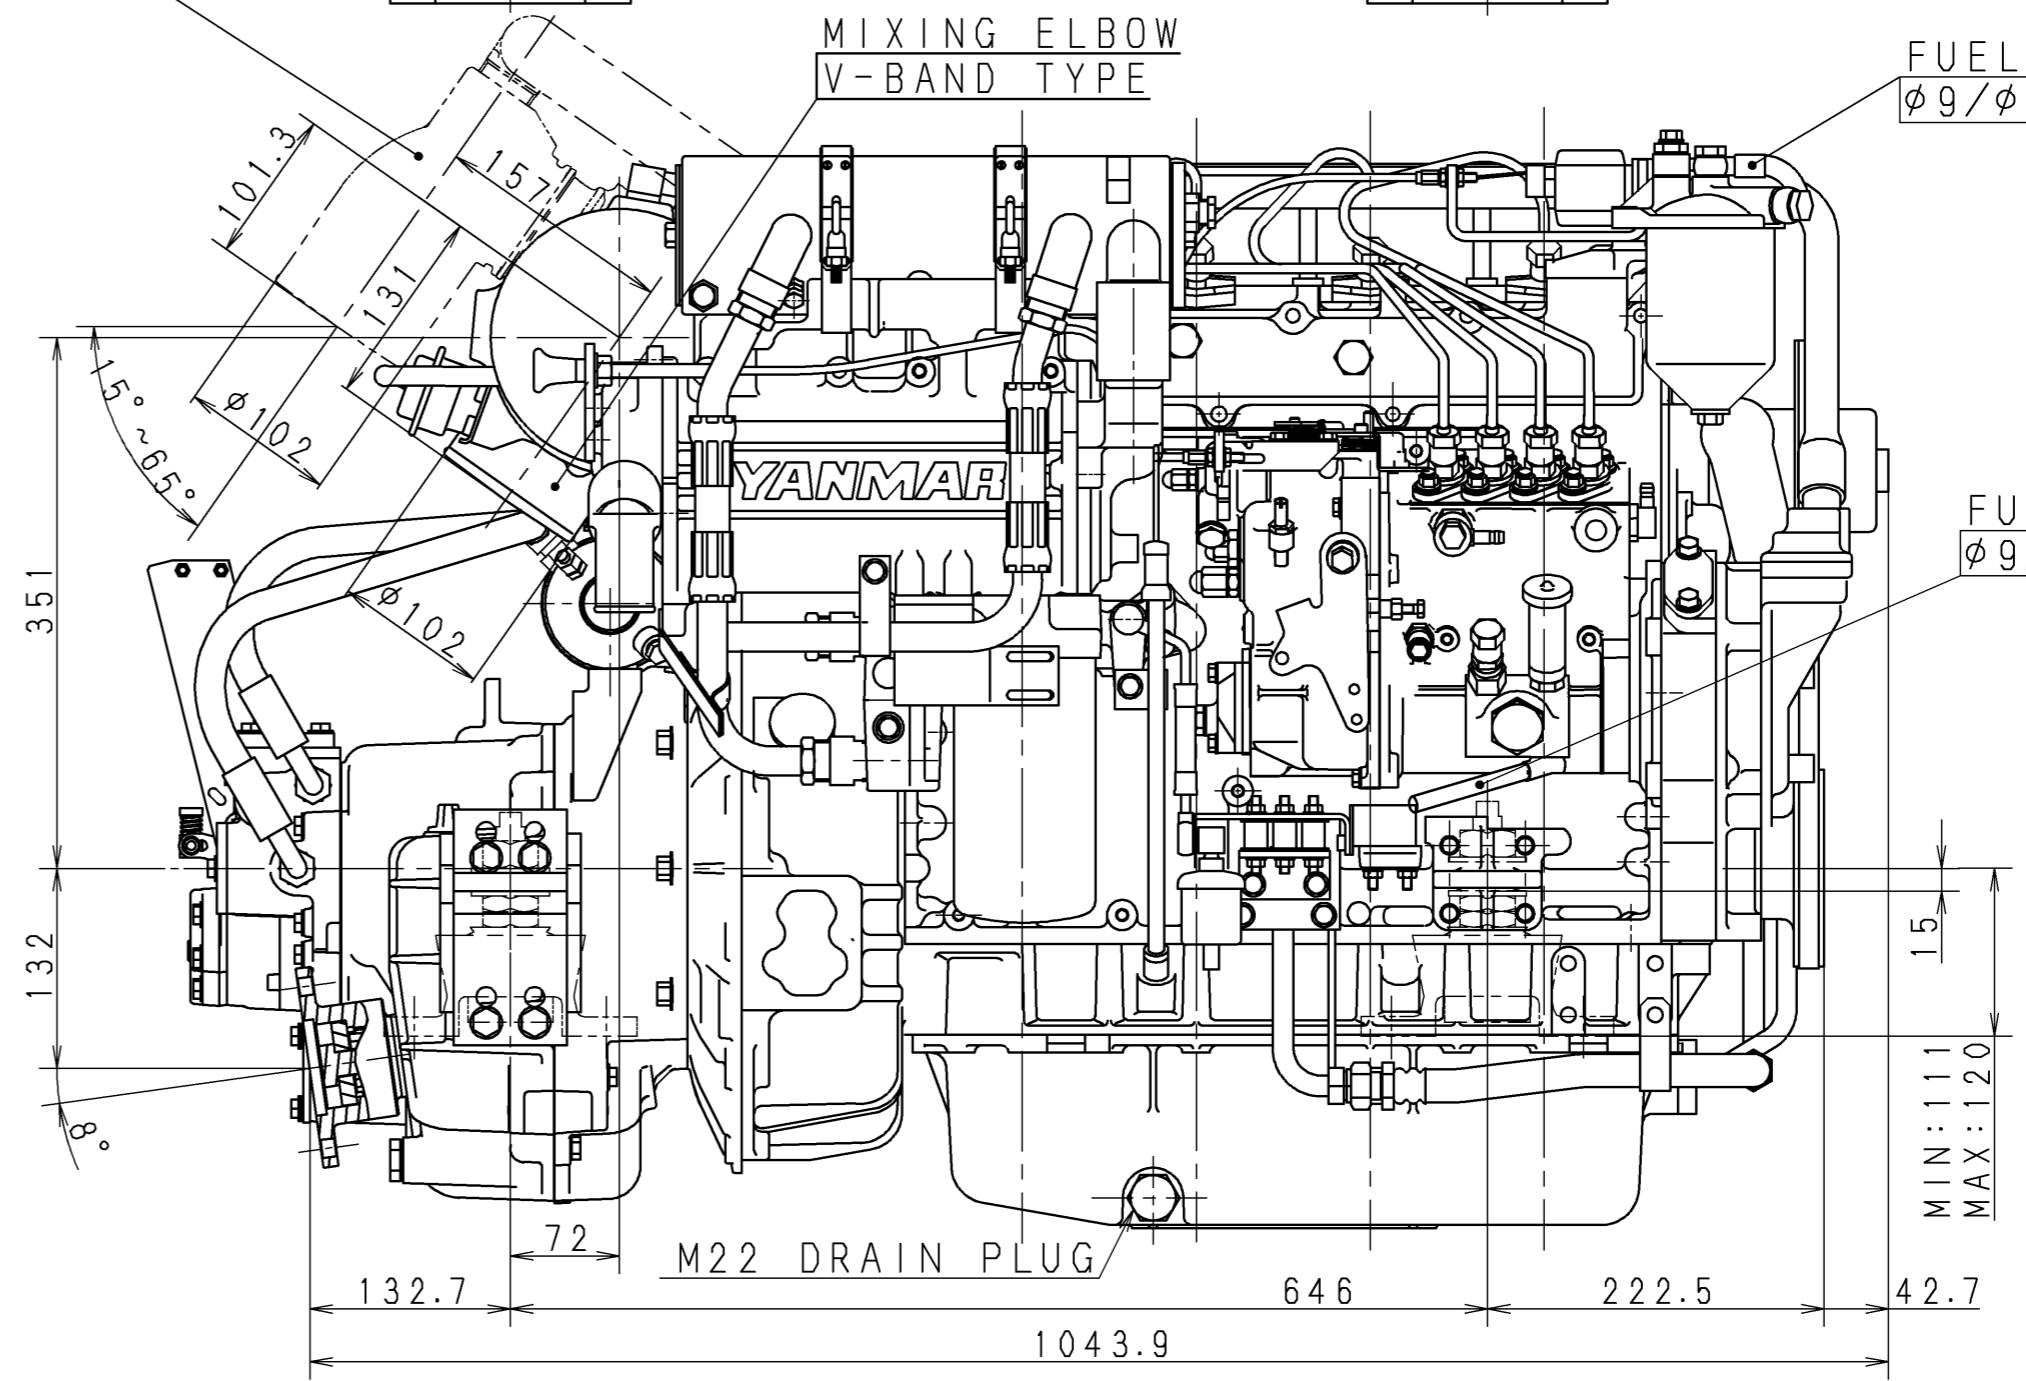 MIXING ELBOW
V-BAND TYPE
FUEL
φ9/φ
101.3
157
131
15°~65°
φ102
YANMAR
FU
φ9
351
φ102
132
15
8°
MIN:111
MAX:120
72
M22 DRAIN PLUG
132.7
646
222.5
42.7
1043.9